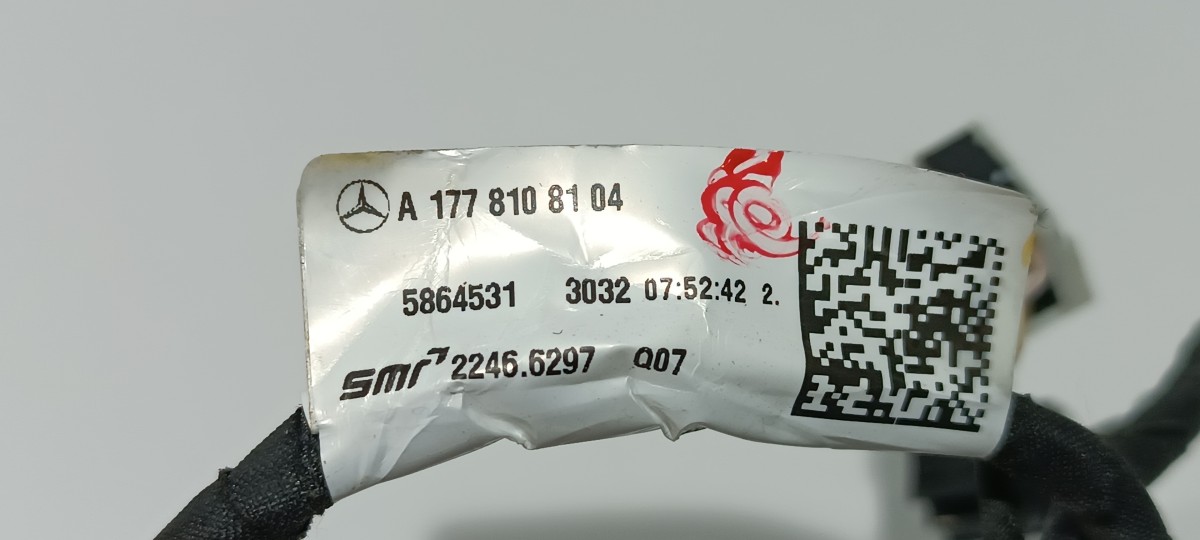 A 177 810 81 04
5864531 3032 07:52:42 2.
smr 2246.6297 Q07